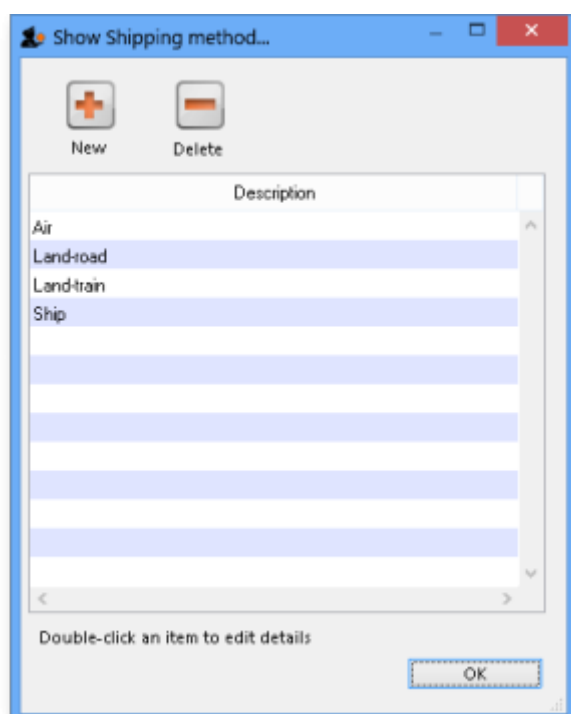 Show Shipping method...
New Delete
Description
Air
Land-road
Land-train
Ship
Double-click an item to edit details
OK